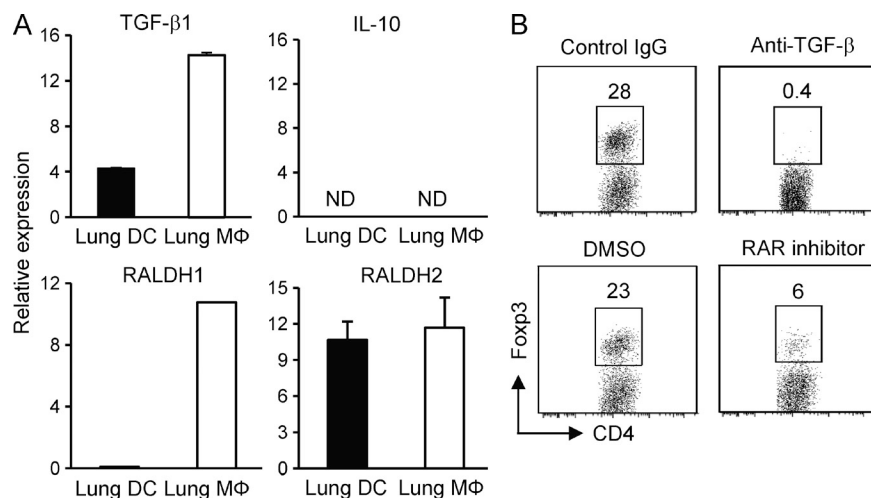 A
B
Relative expression
TGF-β1
16
12
8
4
0
Lung DC Lung MΦ
IL-10
16
12
8
4
0
ND ND
Lung DC Lung MΦ
RALDH1
12
8
4
0
Lung DC Lung MΦ
RALDH2
15
12
9
6
3
0
Lung DC Lung MΦ
Control IgG
28
Anti-TGF-β
0.4
DMSO
23
RAR inhibitor
6
Foxp3
CD4